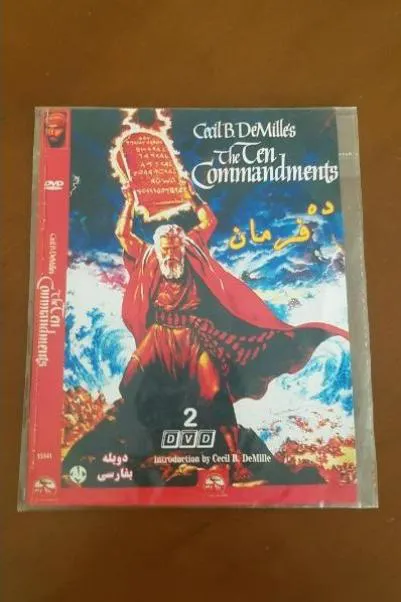 Cecil B. DeMille's
The Ten
Commandments
ده فرمان
2
DVD
دوبله
بفارسی
Introduction by Cecil B. DeMille
DVD
Cecil B. DeMille's
The Ten
Commandments